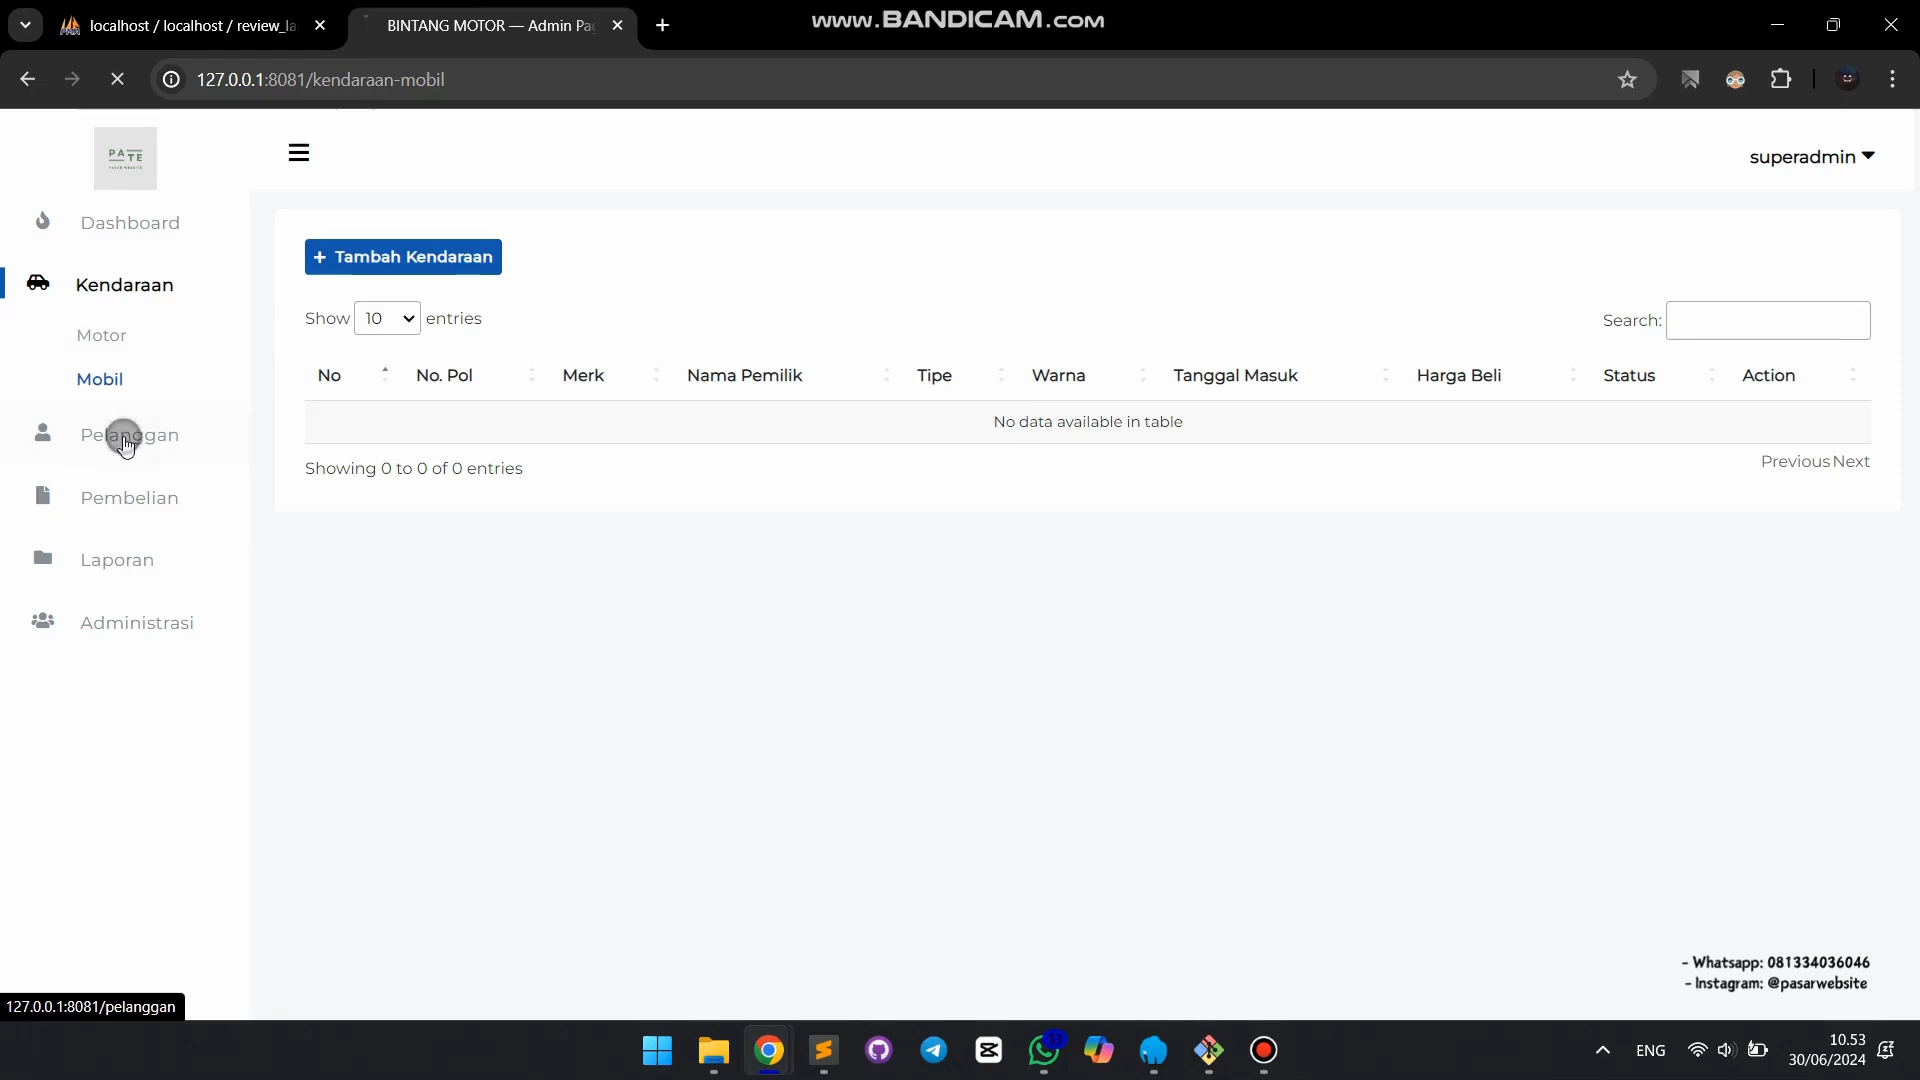 localhost / localhost / review_la
BINTANG MOTOR — Admin Pa
www.BANDICAM.com
127.0.0.1:8081/kendaraan-mobil
PATE
PASAR WEBSITE
superadmin
Dashboard
Kendaraan
Motor
Mobil
Pelanggan
Pembelian
Laporan
Administrasi
+ Tambah Kendaraan
Show 10 entries
Search:
No No. Pol Merk Nama Pemilik Tipe Warna Tanggal Masuk Harga Beli Status Action
No data available in table
Showing 0 to 0 of 0 entries
Previous Next
- Whatsapp: 081334036046
- Instagram: @pasarwebsite
127.0.0.1:8081/pelanggan
33
ENG
10.53
30/06/2024